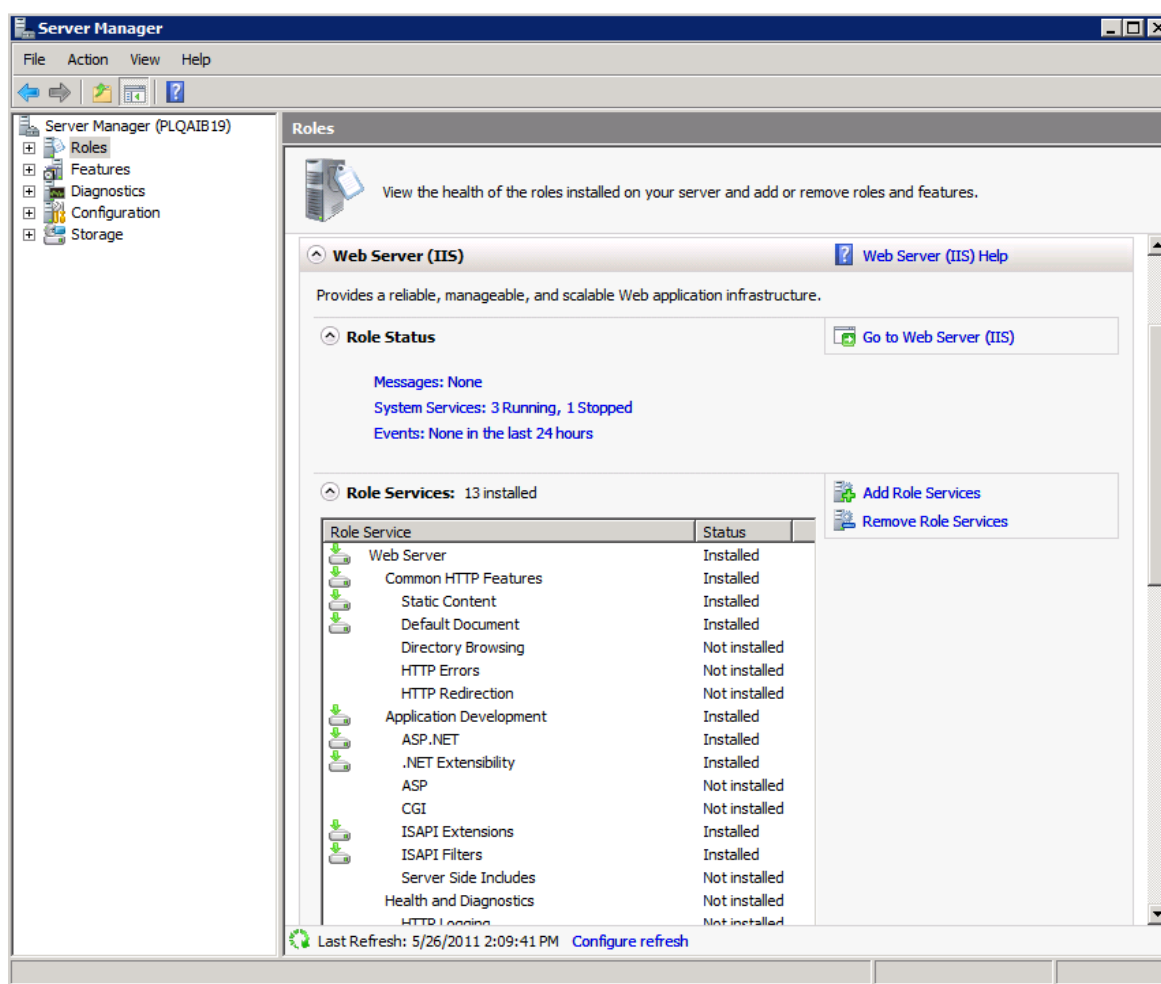 Server Manager
File Action View Help
Server Manager (PLQAIB19)
Roles
Features
Diagnostics
Configuration
Storage
Roles
View the health of the roles installed on your server and add or remove roles and features.
Web Server (IIS)
Web Server (IIS) Help
Provides a reliable, manageable, and scalable Web application infrastructure.
Role Status
Go to Web Server (IIS)
Messages: None
System Services: 3 Running, 1 Stopped
Events: None in the last 24 hours
Role Services: 13 installed
Add Role Services
Remove Role Services
Role Service Status
Web Server Installed
Common HTTP Features Installed
Static Content Installed
Default Document Installed
Directory Browsing Not installed
HTTP Errors Not installed
HTTP Redirection Not installed
Application Development Installed
ASP.NET Installed
.NET Extensibility Installed
ASP Not installed
CGI Not installed
ISAPI Extensions Installed
ISAPI Filters Installed
Server Side Includes Not installed
Health and Diagnostics Not installed
HTTP Logging Not installed
Last Refresh: 5/26/2011 2:09:41 PM Configure refresh